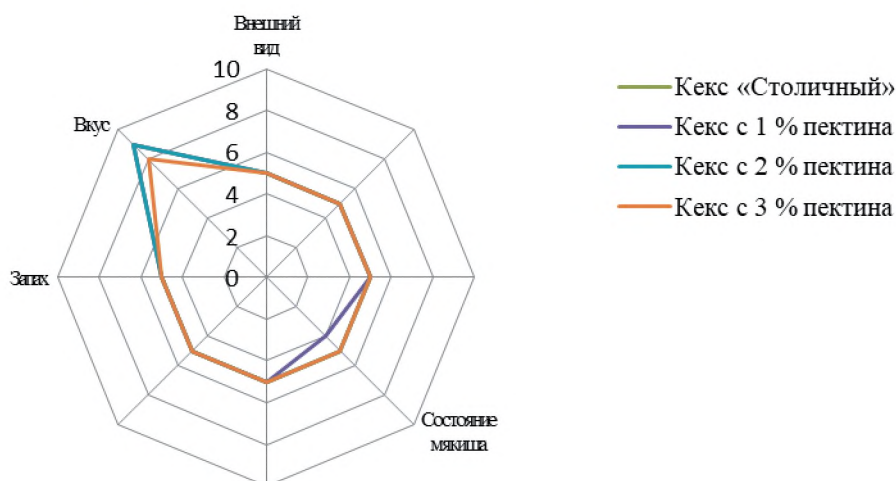 Внешний
вид
10
8
6
4
2
0
Вкус
Запах
Состояние
мякиша
Кекс «Столичный»
Кекс с 1 % пектина
Кекс с 2 % пектина
Кекс с 3 % пектина